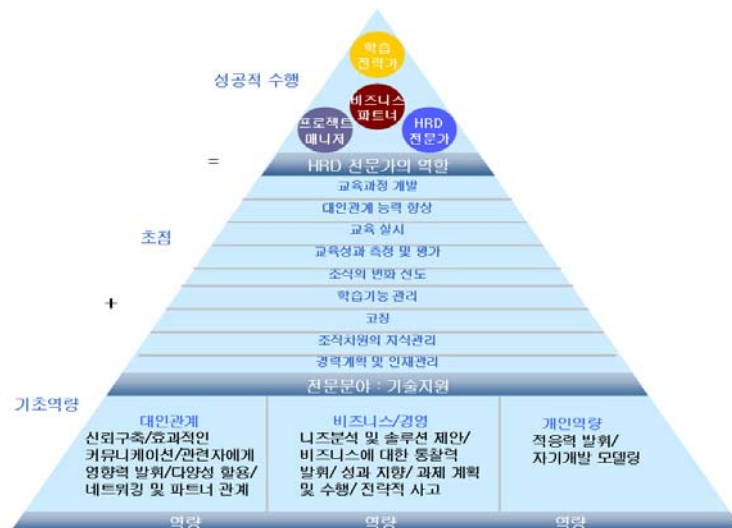 학습
전략가
성공적 수행
비즈니스
파트너
프로젝트
매니저
HRD
전문가
=
HRD 전문가의 역할
교육과정 개발
대인관계 능력 향상
초점
교육 실시
교육성과 측정 및 평가
조직의 변화 선도
학습기능 관리
+
코칭
조직차원의 지식관리
경력계획 및 인재관리
전문분야 : 기술지원
기초역량
대인관계
신뢰구축/효과적인
커뮤니케이션/관련자에게
영향력 발휘/다양성 활용/
네트워킹 및 파트너 관계
비즈니스/경영
니즈분석 및 솔루션 제안/
비즈니스에 대한 통찰력
발휘/ 성과 지향/ 과제 계획
및 수행/ 전략적 사고
개인역량
적응력 발휘/
자기개발 모델링
역량
역량
역량